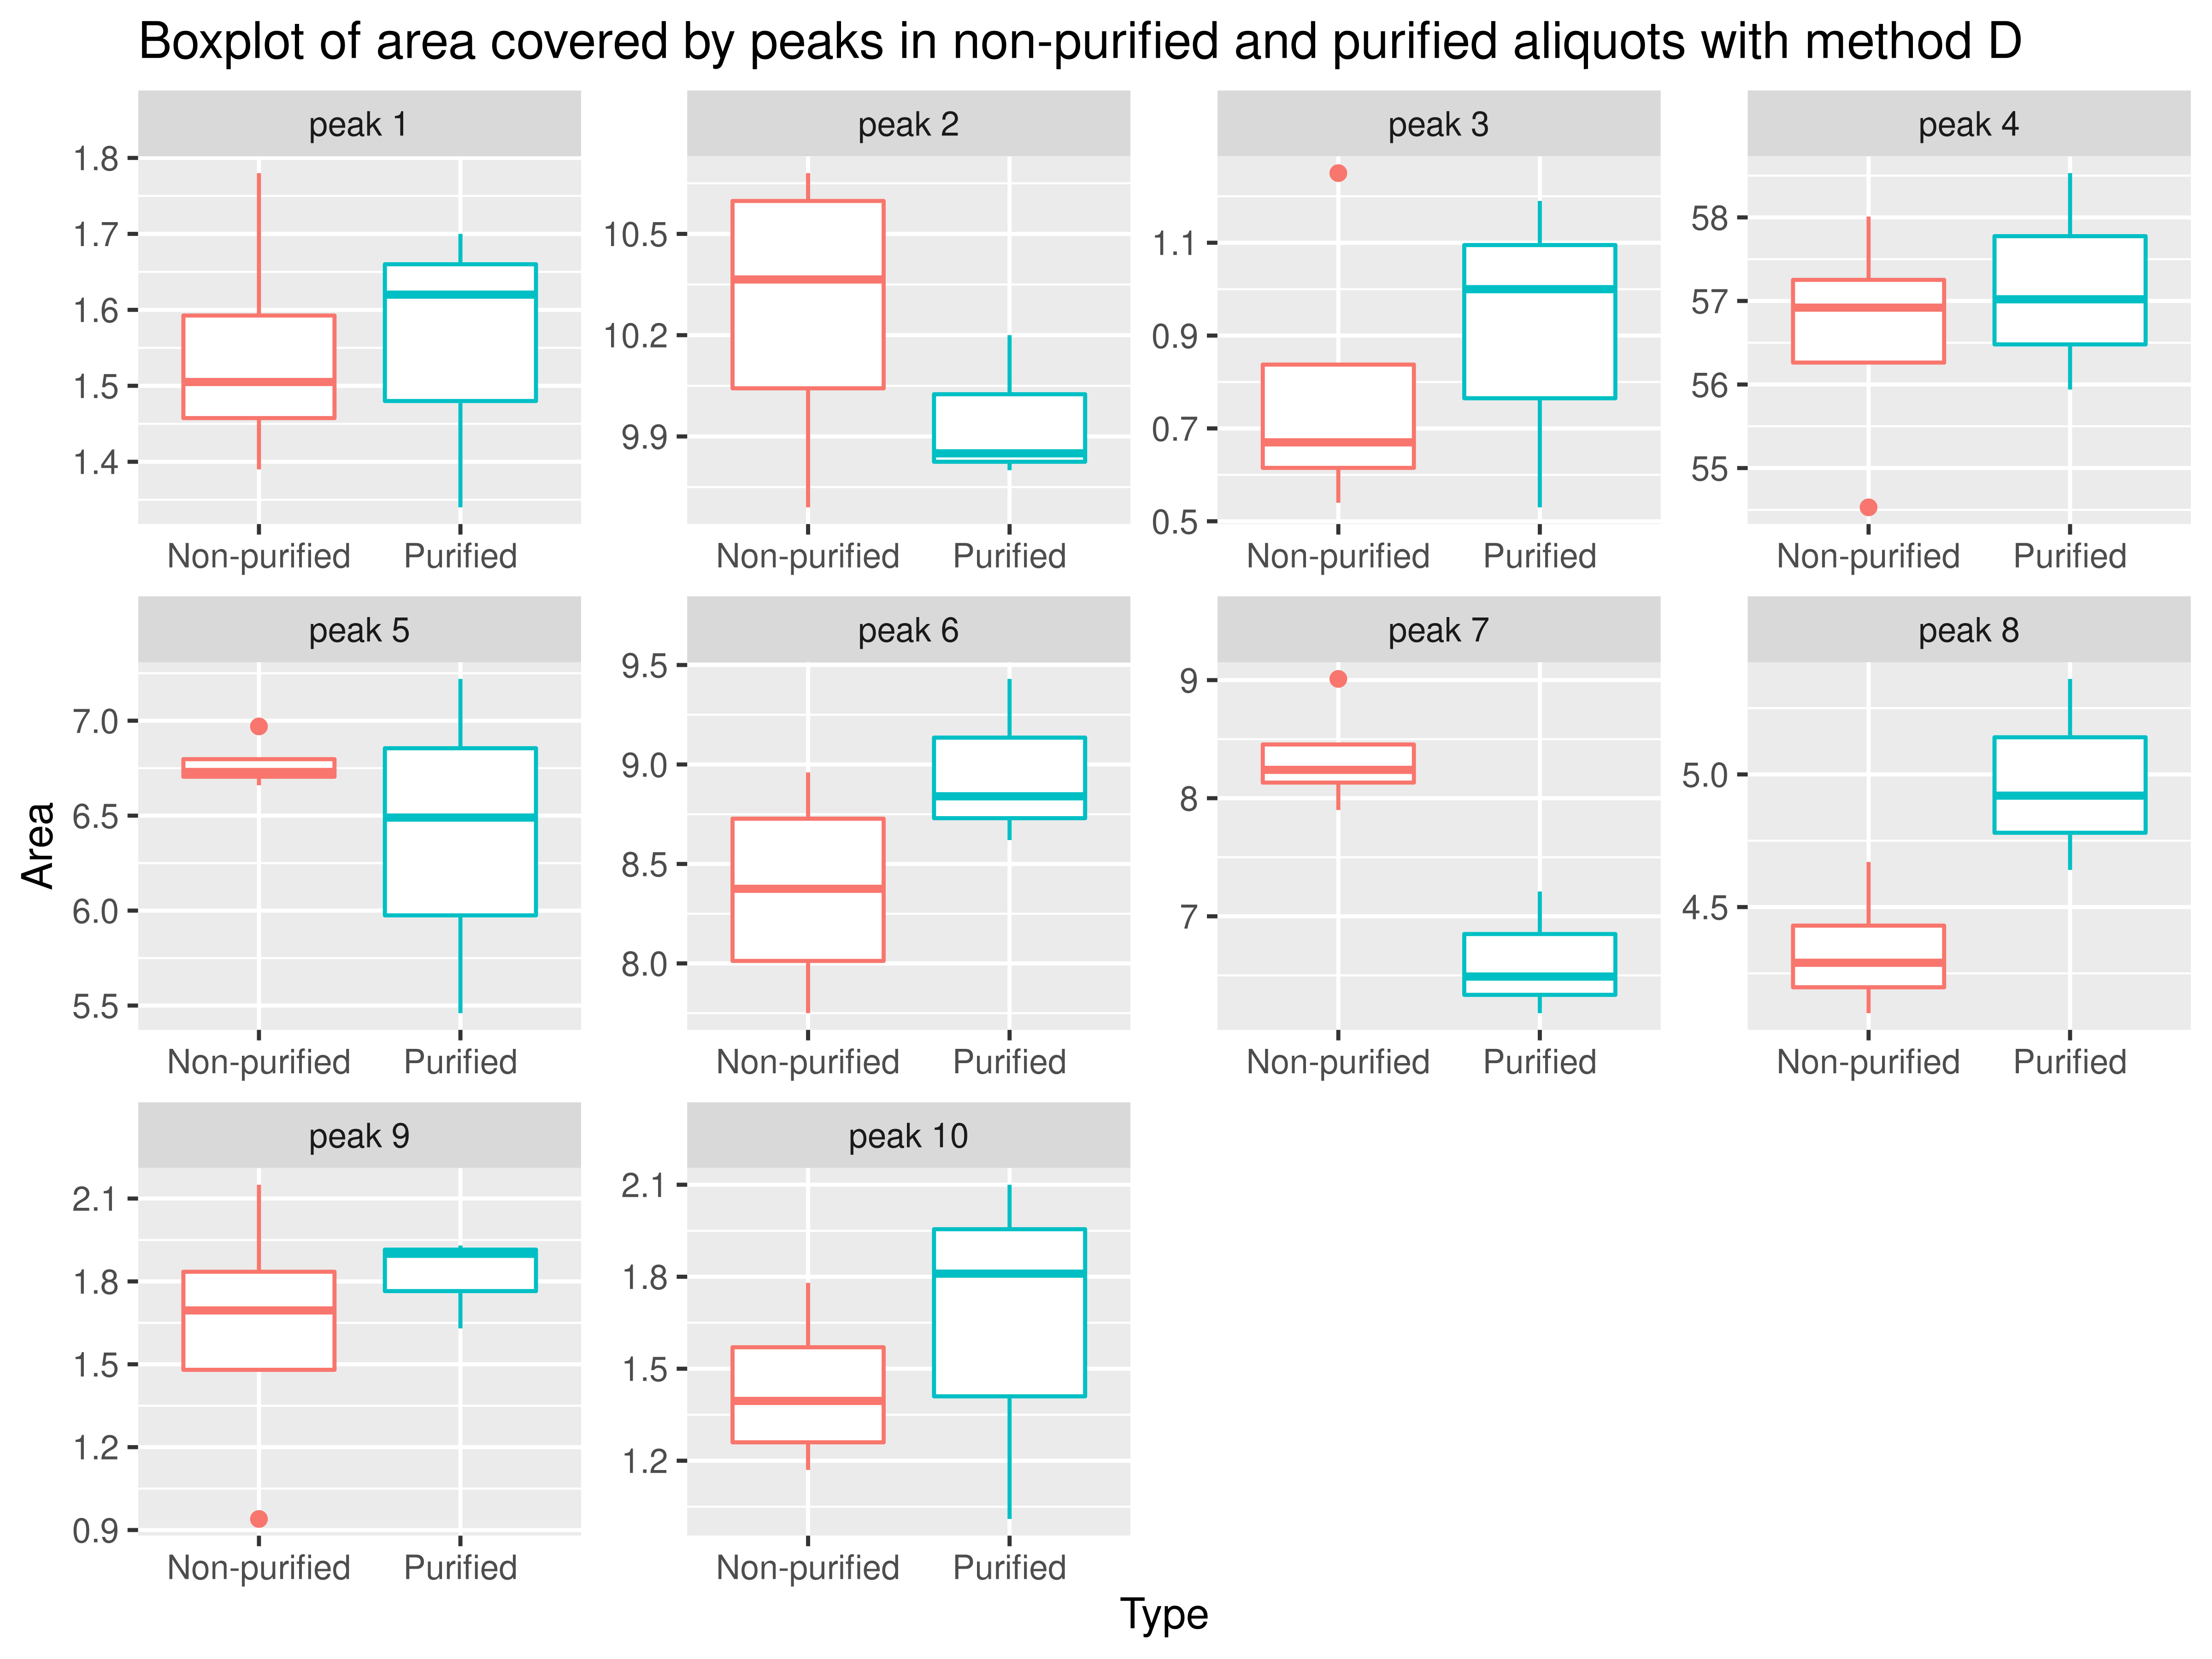 Boxplot of area covered by peaks in non-purified and purified aliquots with method D
peak 1
peak 2
peak 3
peak 4
1.8
1.7
1.6
1.5
1.4
10.5
10.2
9.9
1.1
0.9
0.7
0.5
58
57
56
55
Non-purified Purified
Non-purified Purified
Non-purified Purified
Non-purified Purified
peak 5
peak 6
peak 7
peak 8
7.0
6.5
6.0
5.5
9.5
9.0
8.5
8.0
9
8
7
5.0
4.5
Non-purified Purified
Non-purified Purified
Non-purified Purified
Non-purified Purified
peak 9
peak 10
2.1
1.8
1.5
1.2
0.9
2.1
1.8
1.5
1.2
Non-purified Purified
Non-purified Purified
Area
Type